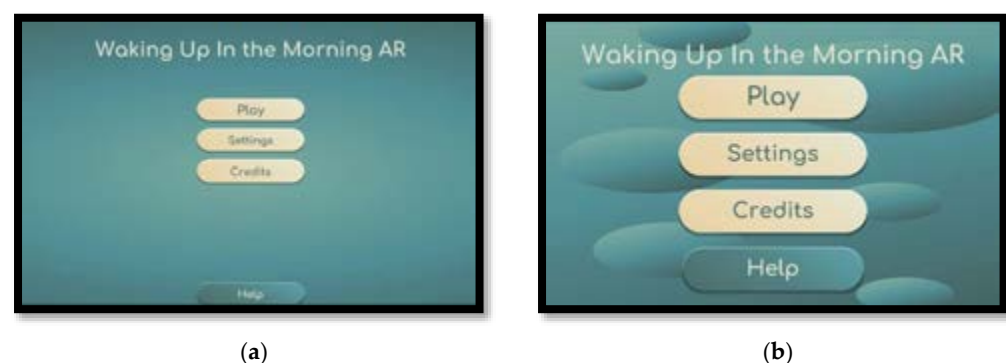 Waking Up In the Morning AR
Play
Settings
Credits
Help
(a)
Waking Up In the Morning AR
Play
Settings
Credits
Help
(b)